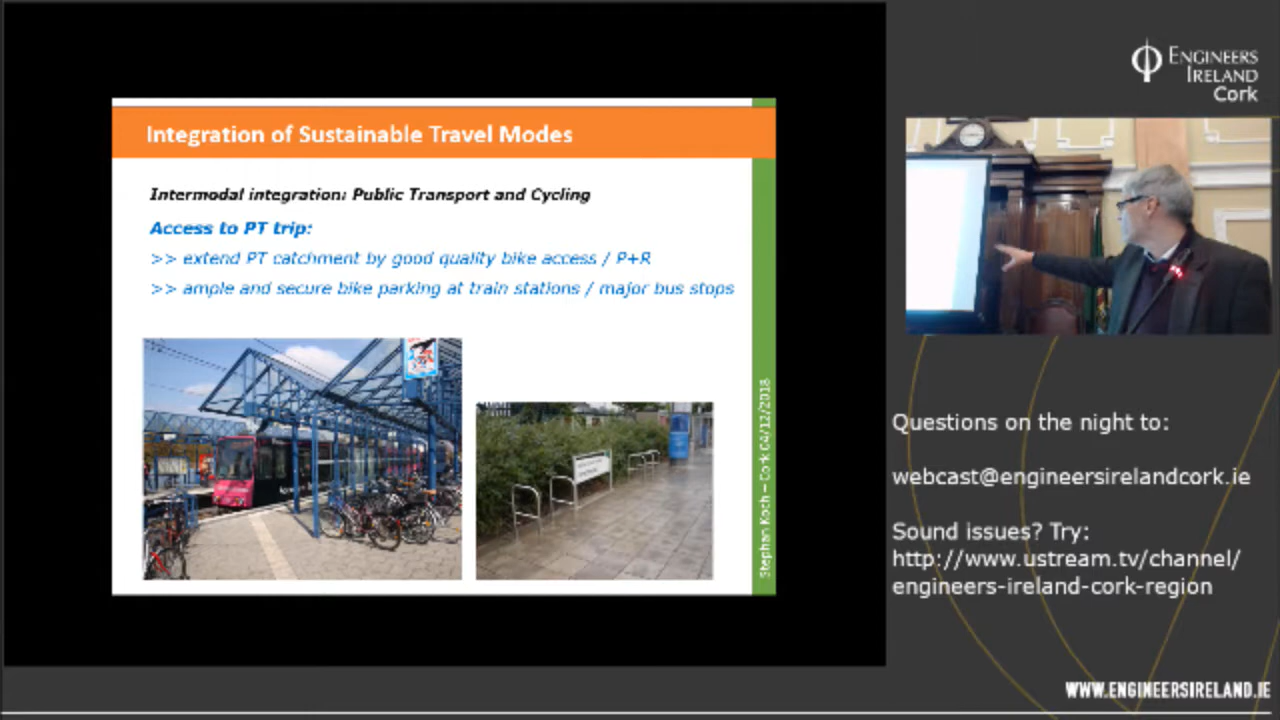 Integration of Sustainable Travel Modes
Intermodal integration: Public Transport and Cycling
Access to PT trip:
>> extend PT catchment by good quality bike access / P+R
>> ample and secure bike parking at train stations / major bus stops
Stephan Koch – Cork 04/12/2018
ENGINEERS
IRELAND
Cork
Questions on the night to:
webcast@engineersirelandcork.ie
Sound issues? Try:
http://www.ustream.tv/channel/
engineers-ireland-cork-region
WWW.ENGINEERSIRELAND.IE